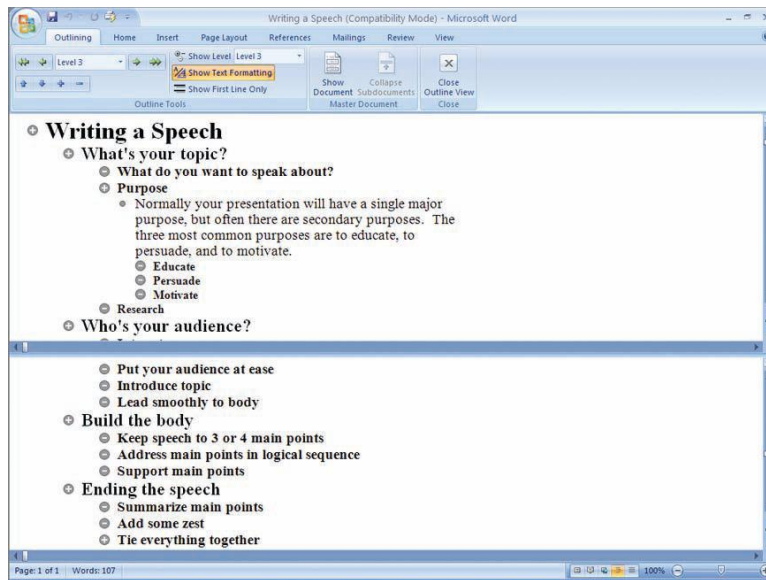 Writing a Speech (Compatibility Mode) - Microsoft Word
Outlining Home Insert Page Layout References Mailings Review View
Level 3
Show Level Level 3
Show Text Formatting
Show First Line Only
Outline Tools
Show Document
Collapse Subdocuments
Master Document
Close Outline View
Close
Writing a Speech
What's your topic?
What do you want to speak about?
Purpose
Normally your presentation will have a single major
purpose, but often there are secondary purposes. The
three most common purposes are to educate, to
persuade, and to motivate.
Educate
Persuade
Motivate
Research
Who's your audience?
Put your audience at ease
Introduce topic
Lead smoothly to body
Build the body
Keep speech to 3 or 4 main points
Address main points in logical sequence
Support main points
Ending the speech
Summarize main points
Add some zest
Tie everything together
Page: 1 of 1 Words: 107 100%